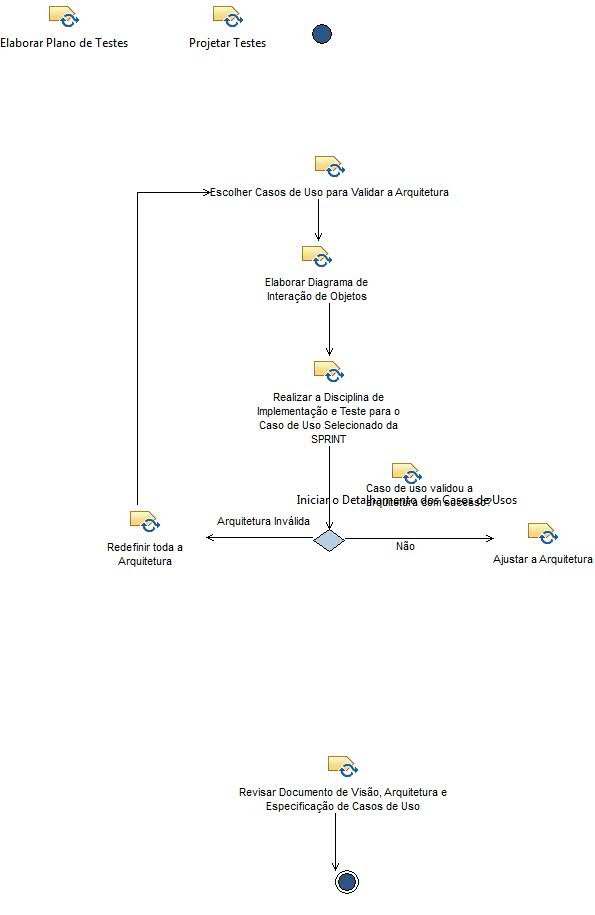 Elaborar Plano de Testes
Projetar Testes
Escolher Casos de Uso para Validar a Arquitetura
Elaborar Diagrama de
Interação de Objetos
Realizar a Disciplina de
Implementação e Teste para o
Caso de Uso Selecionado da
SPRINT
Caso de uso validou a
arquitetura com sucesso?
Iniciar o Detalhamento dos Casos de Usos
Arquitetura Inválida
Não
Redefinir toda a
Arquitetura
Ajustar a Arquitetura
Revisar Documento de Visão, Arquitetura e
Especificação de Casos de Uso